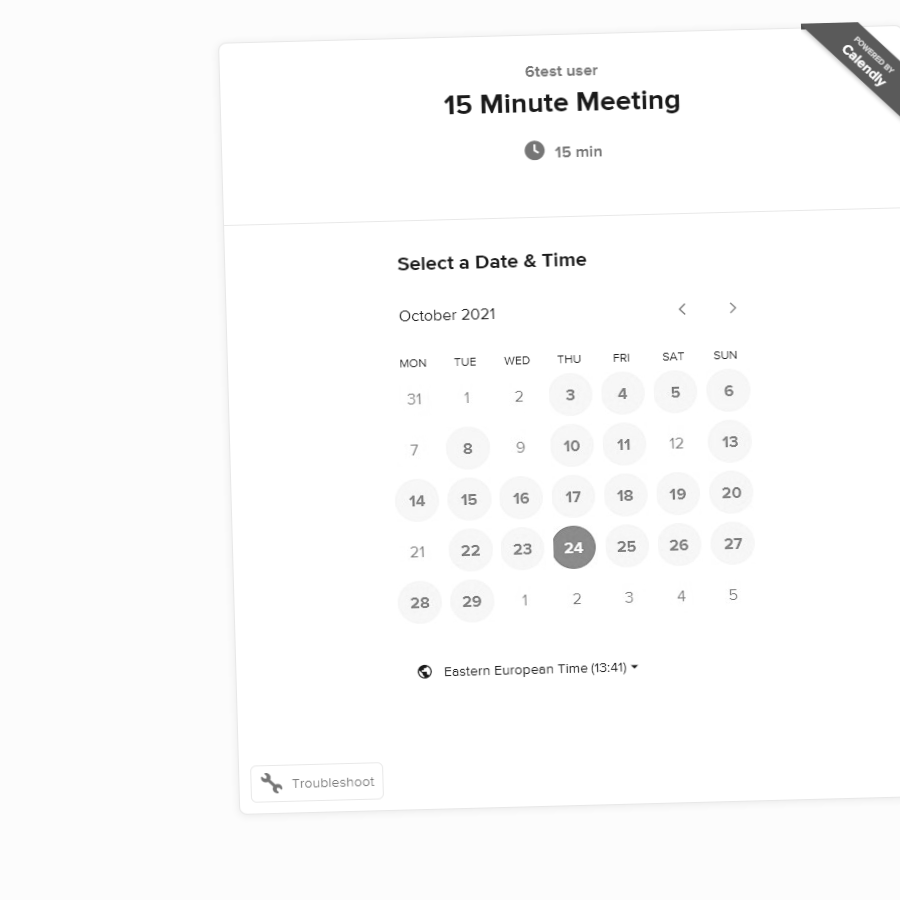 POWERED BY
Calendly
6test user
15 Minute Meeting
15 min
Select a Date & Time
October 2021
MON TUE WED THU FRI SAT SUN
31 1 2 3 4 5 6
7 8 9 10 11 12 13
14 15 16 17 18 19 20
21 22 23 24 25 26 27
28 29 1 2 3 4 5
Eastern European Time (13:41)
Troubleshoot